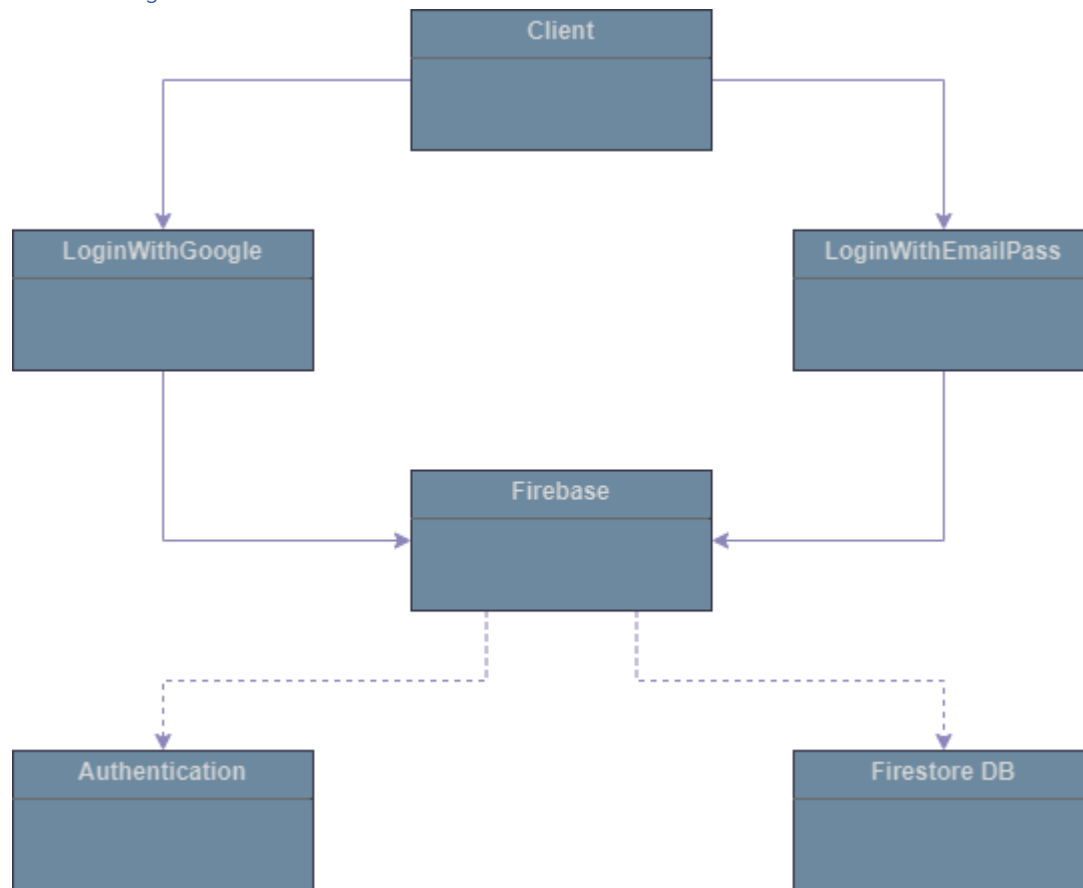 Client
LoginWithGoogle
LoginWithEmailPass
Firebase
Authentication
Firestore DB